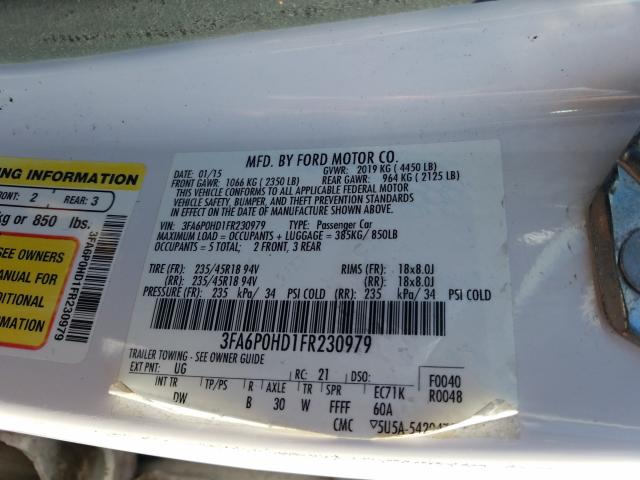 NG INFORMATION
FRONT: 2 REAR: 3
kg or 850 lbs.
SEE OWNERS
MANUAL FOR
DITIONAL
ORMATION
3FA6P0HD1FR230979
MFD. BY FORD MOTOR CO.
DATE: 01/15 GVWR: 2019 KG ( 4450 LB)
FRONT GAWR: 1066 KG ( 2350 LB) REAR GAWR: 964 KG ( 2125 LB)
THIS VEHICLE CONFORMS TO ALL APPLICABLE FEDERAL MOTOR
VEHICLE SAFETY, BUMPER, AND THEFT PREVENTION STANDARDS
IN EFFECT ON THE DATE OF MANUFACTURE SHOWN ABOVE.
VIN: 3FA6P0HD1FR230979 TYPE: Passenger Car
MAXIMUM LOAD = OCCUPANTS + LUGGAGE = 385KG/ 850LB
OCCUPANTS = 5 TOTAL; 2 FRONT, 3 REAR
TIRE (FR): 235/45R18 94V RIMS (FR): 18x8.0J
(RR): 235/45R18 94V (RR): 18x8.0J
PRESSURE (FR): 235 kPa/ 34 PSI COLD (RR): 235 kPa/ 34 PSI COLD
3FA6P0HD1FR230979
TRAILER TOWING - SEE OWNER GUIDE
EXT PNT: UG RC: 21 DSO: F0040
INT TR TP/PS R AXLE TR SPR EC71K R0048
DW B 30 W FFFF 60A
CMC ▽5U5A-5420